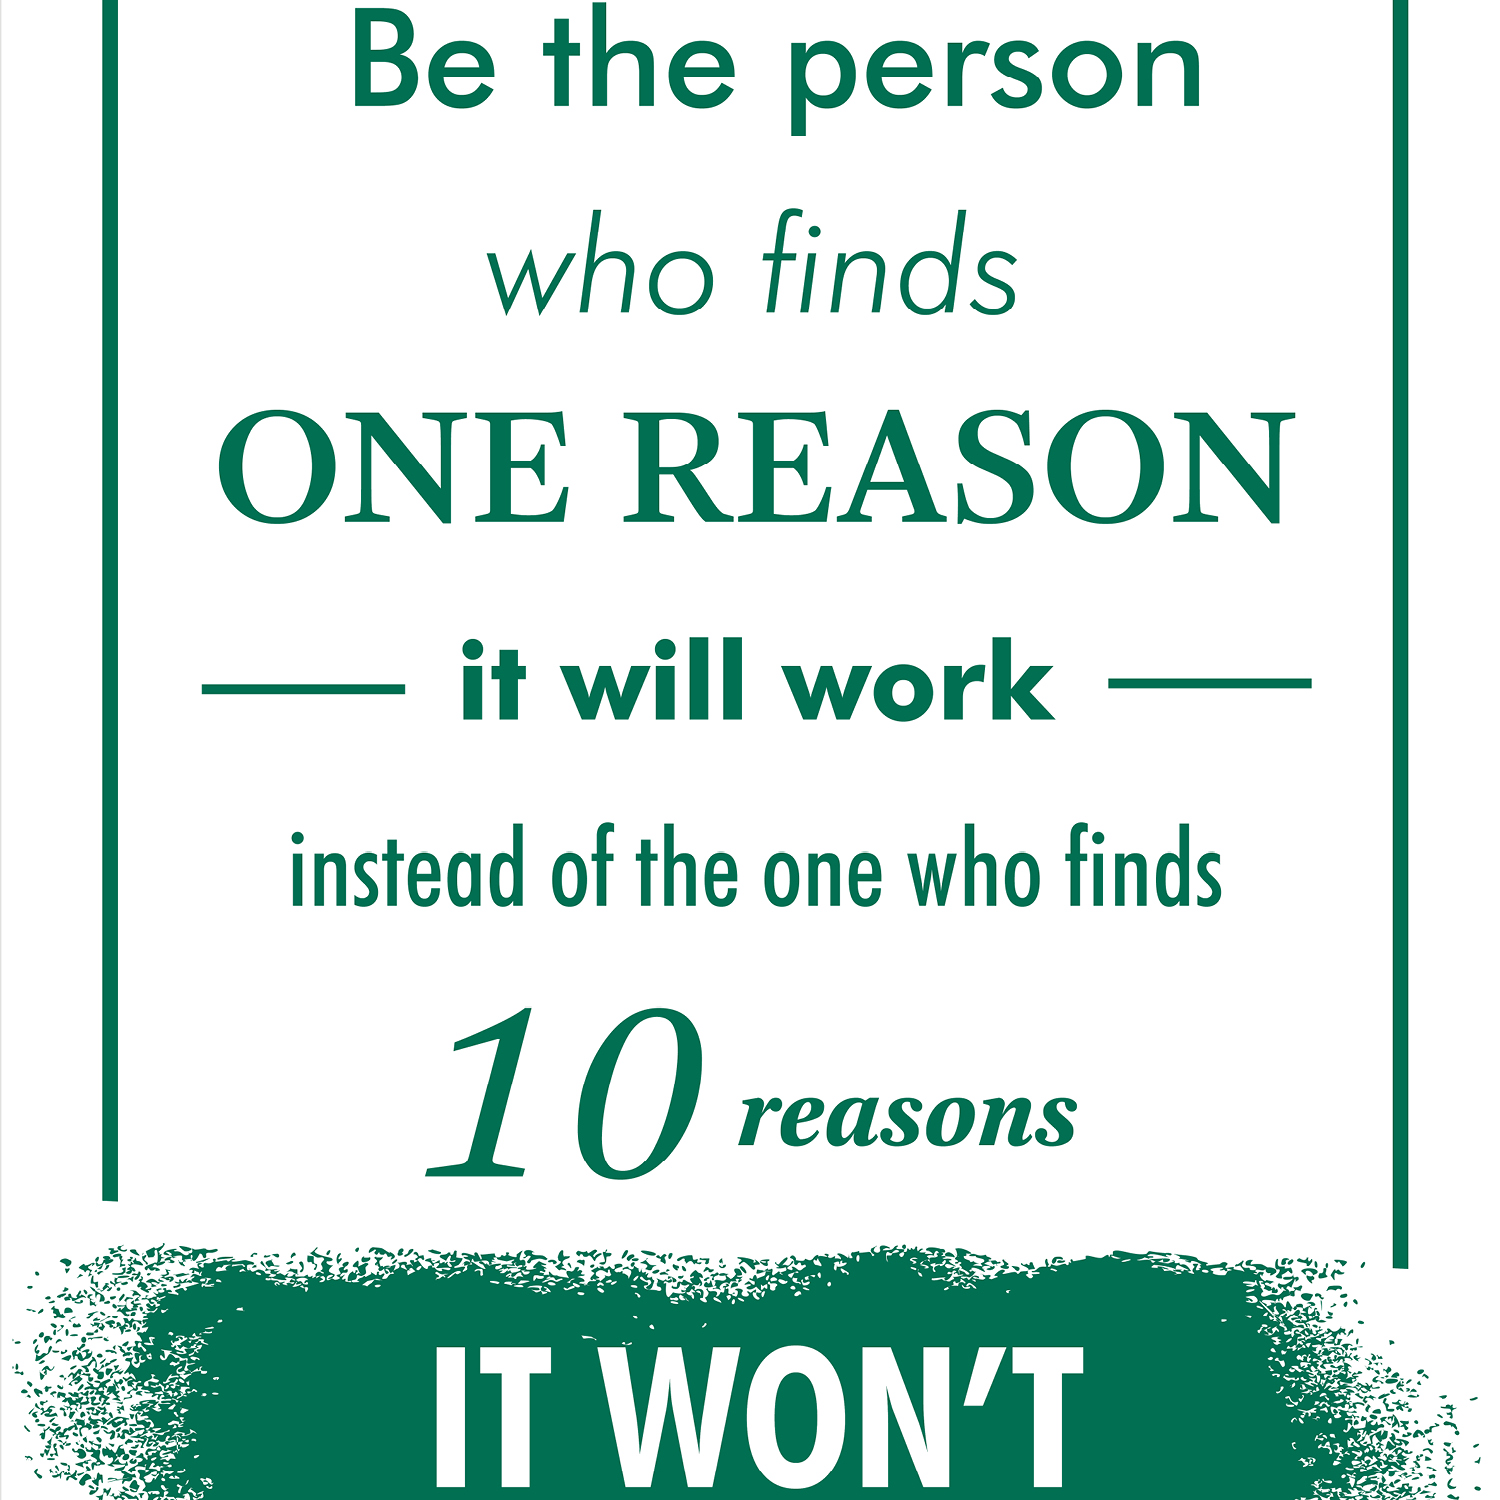 Be the person
who finds
ONE REASON
it will work
instead of the one who finds
10 reasons
IT WON'T